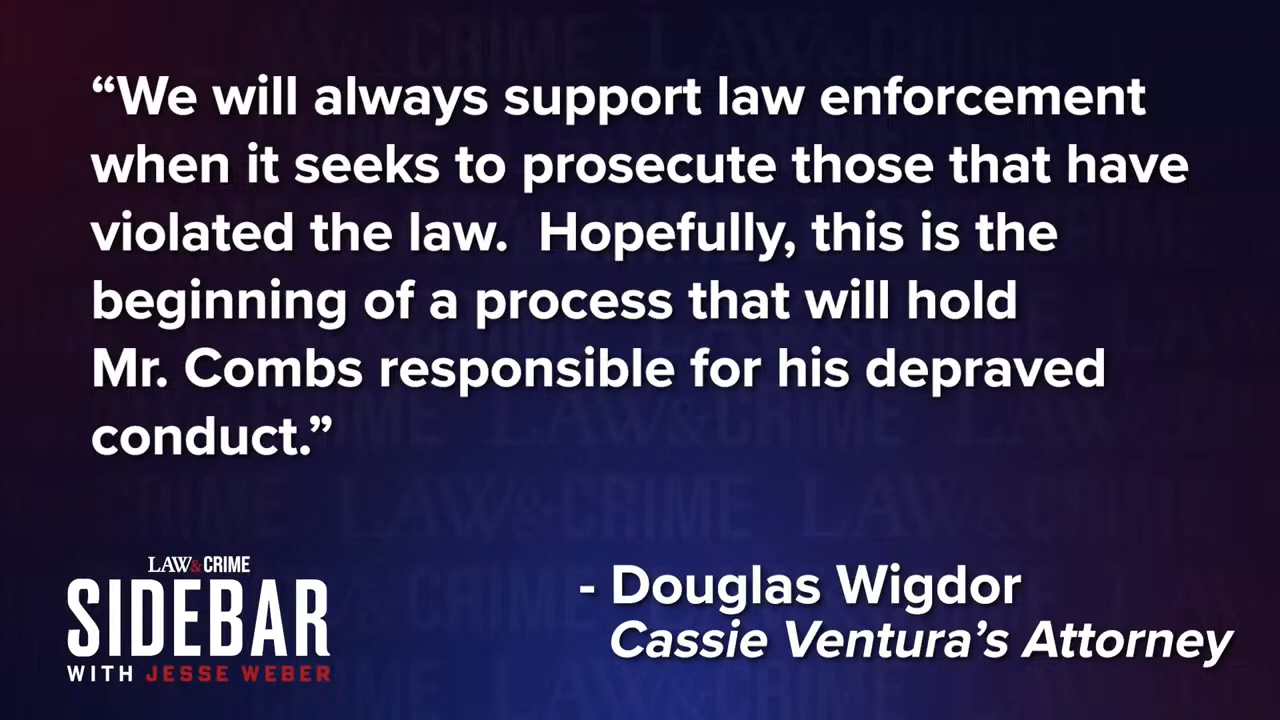 “We will always support law enforcement
when it seeks to prosecute those that have
violated the law.  Hopefully, this is the
beginning of a process that will hold
Mr. Combs responsible for his depraved
conduct.”
LAW&CRIME
SIDEBAR
WITH JESSE WEBER
- Douglas Wigdor
Cassie Ventura’s Attorney